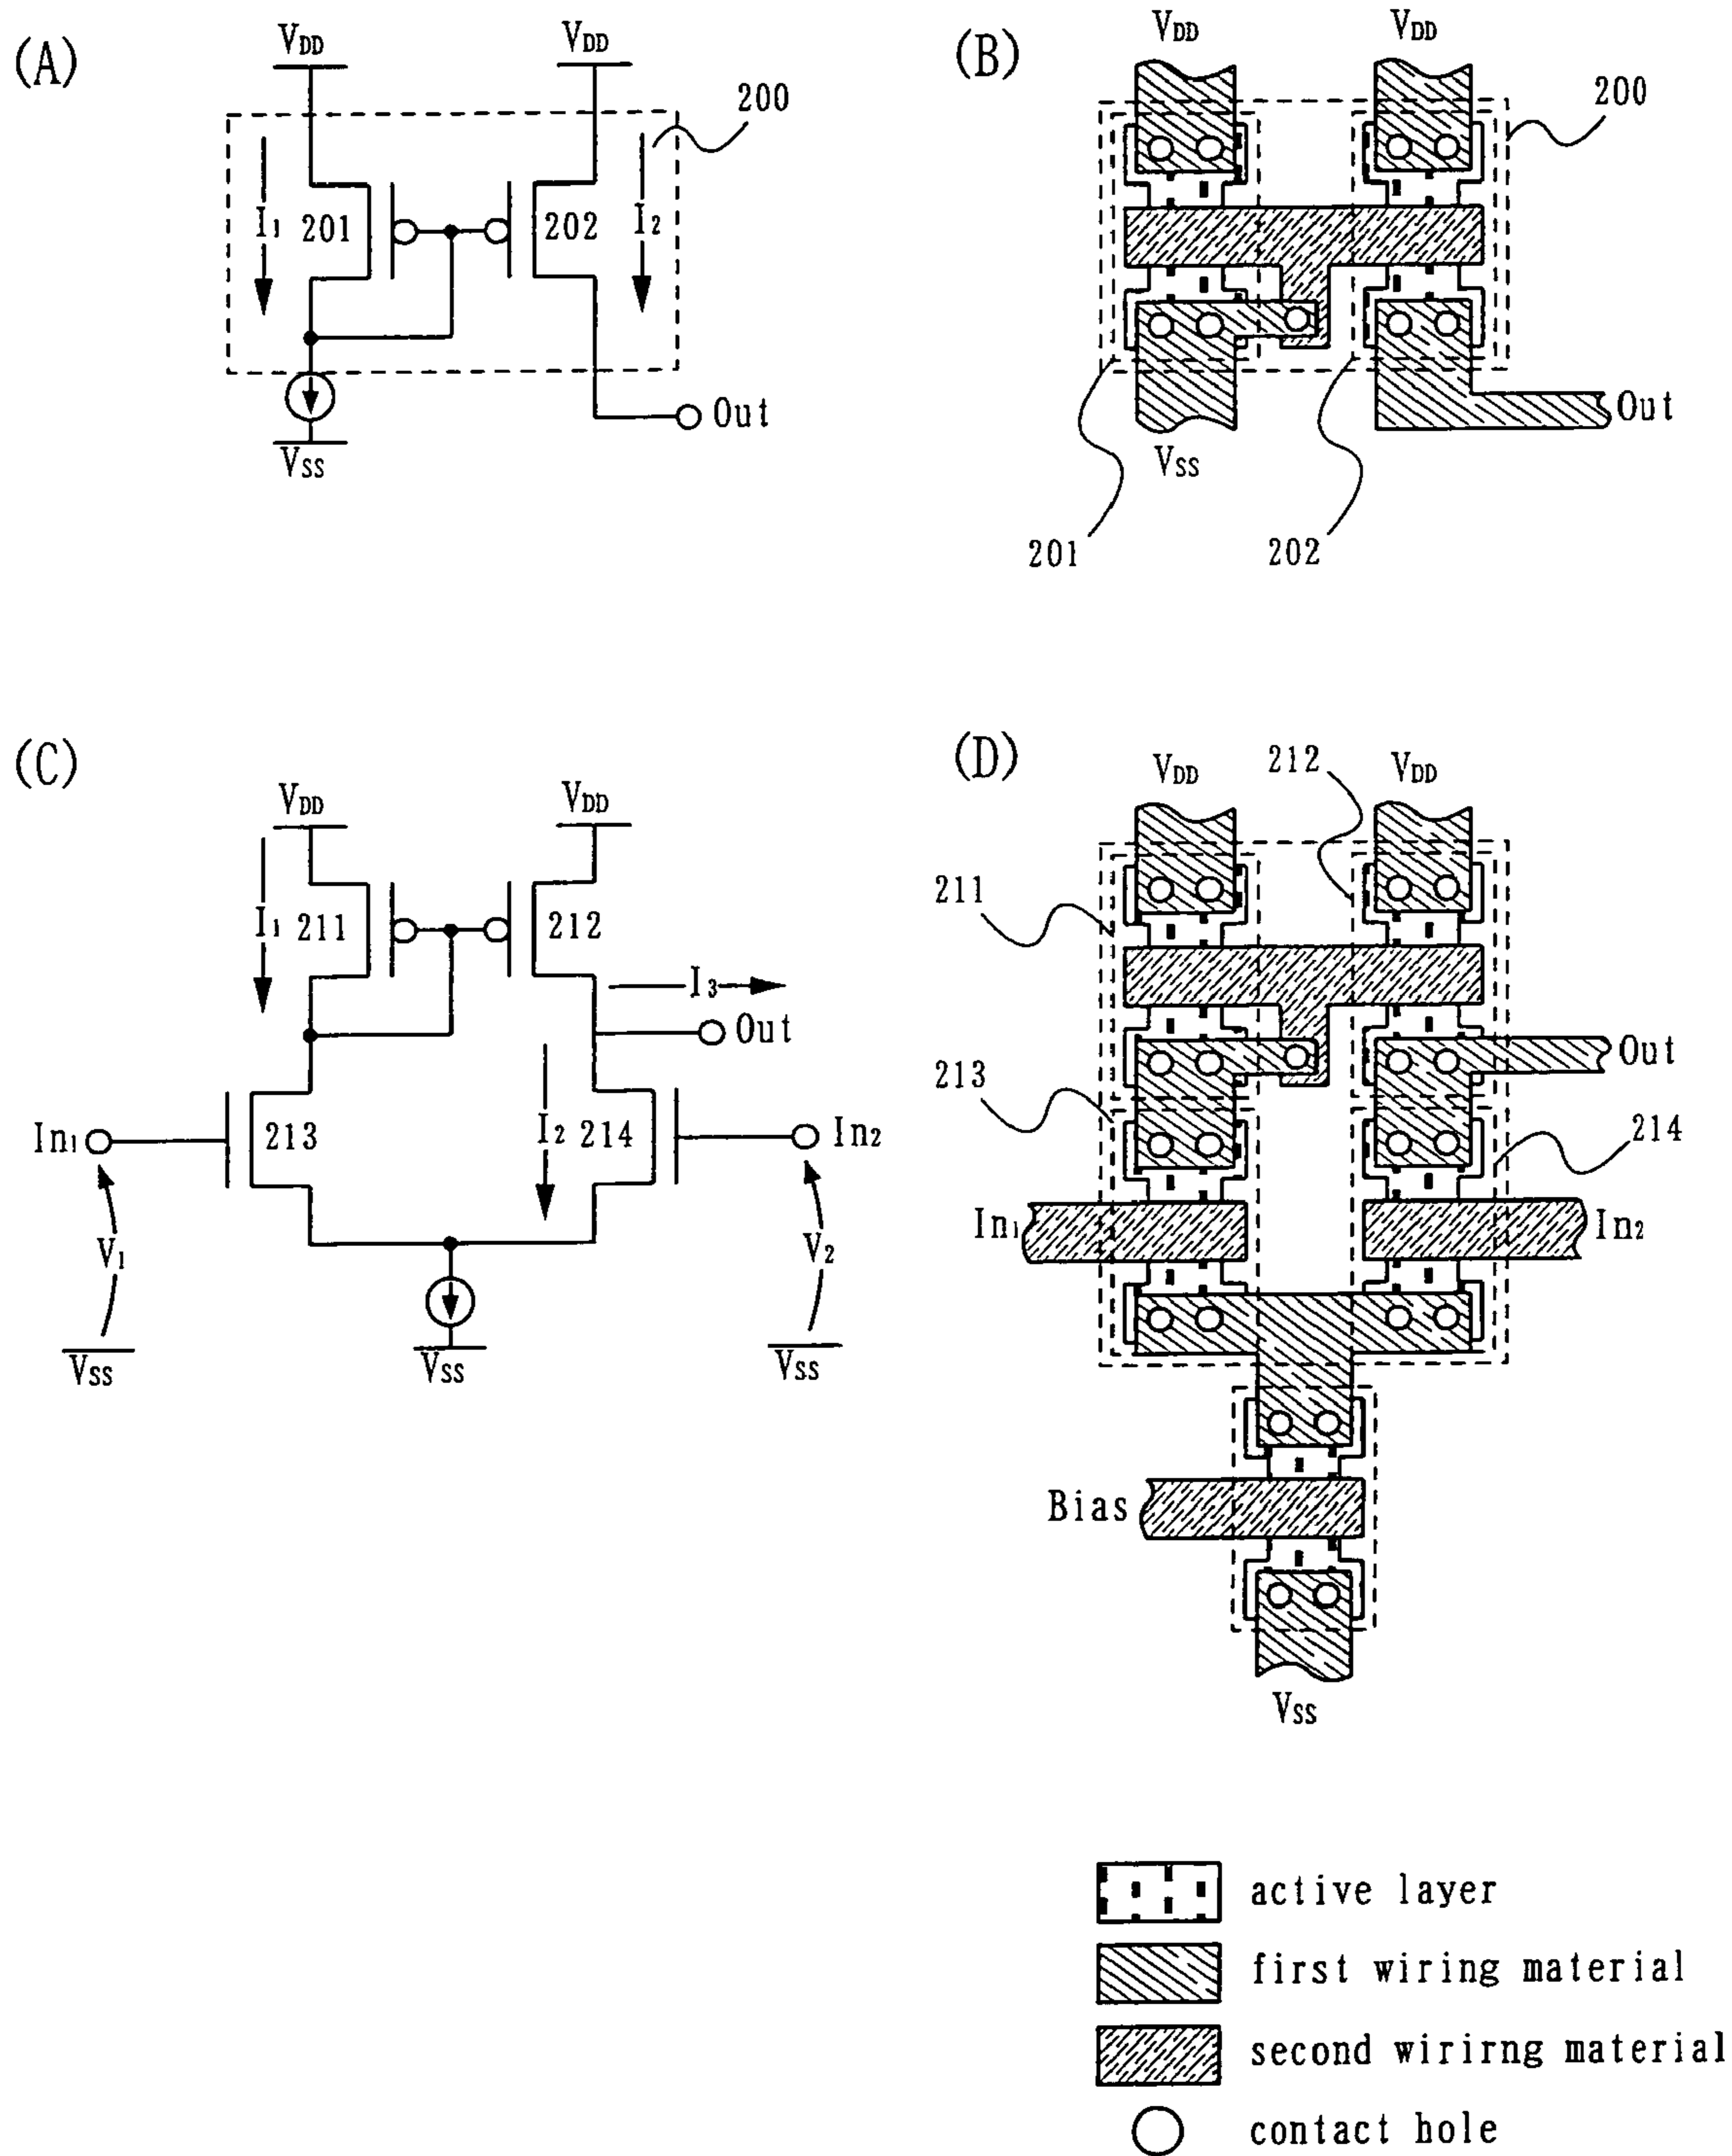 (A)
VDD
VDD
200
I1
201
202
I2
Out
VSS
(B)
VDD
VDD
200
Out
VSS
201
202
(C)
VDD
VDD
I1
211
212
I3
Out
In1
213
I2
214
In2
V1
V2
VSS
VSS
VSS
(D)
VDD
212
VDD
211
Out
213
214
In1
In2
Bias
VSS
active layer
first wiring material
second wirirng material
contact hole